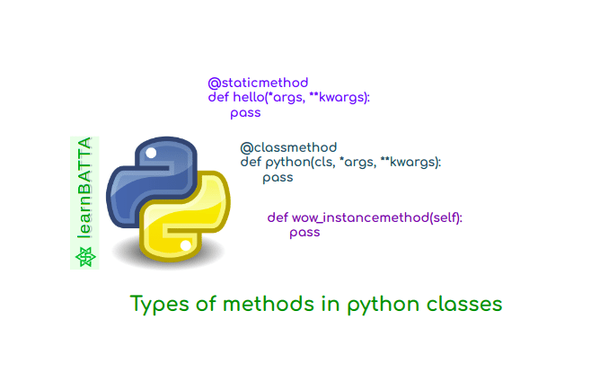 @staticmethod
def hello(*args, **kwargs):
pass
@classmethod
def python(cls, *args, **kwargs):
pass
def wow_instancemethod(self):
pass
learnBATTA
Types of methods in python classes